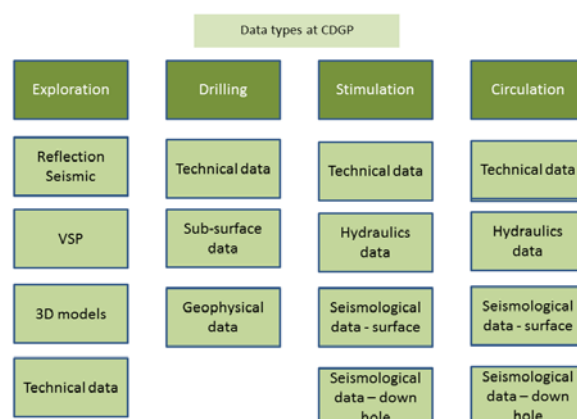 Data types at CDGP
Exploration
Drilling
Stimulation
Circulation
Reflection
Seismic
Technical data
Technical data
Technical data
VSP
Sub-surface
data
Hydraulics
data
Hydraulics
data
3D models
Geophysical
data
Seismological
data - surface
Seismological
data - surface
Technical data
Seismological
data – down
hole
Seismological
data – down
hole